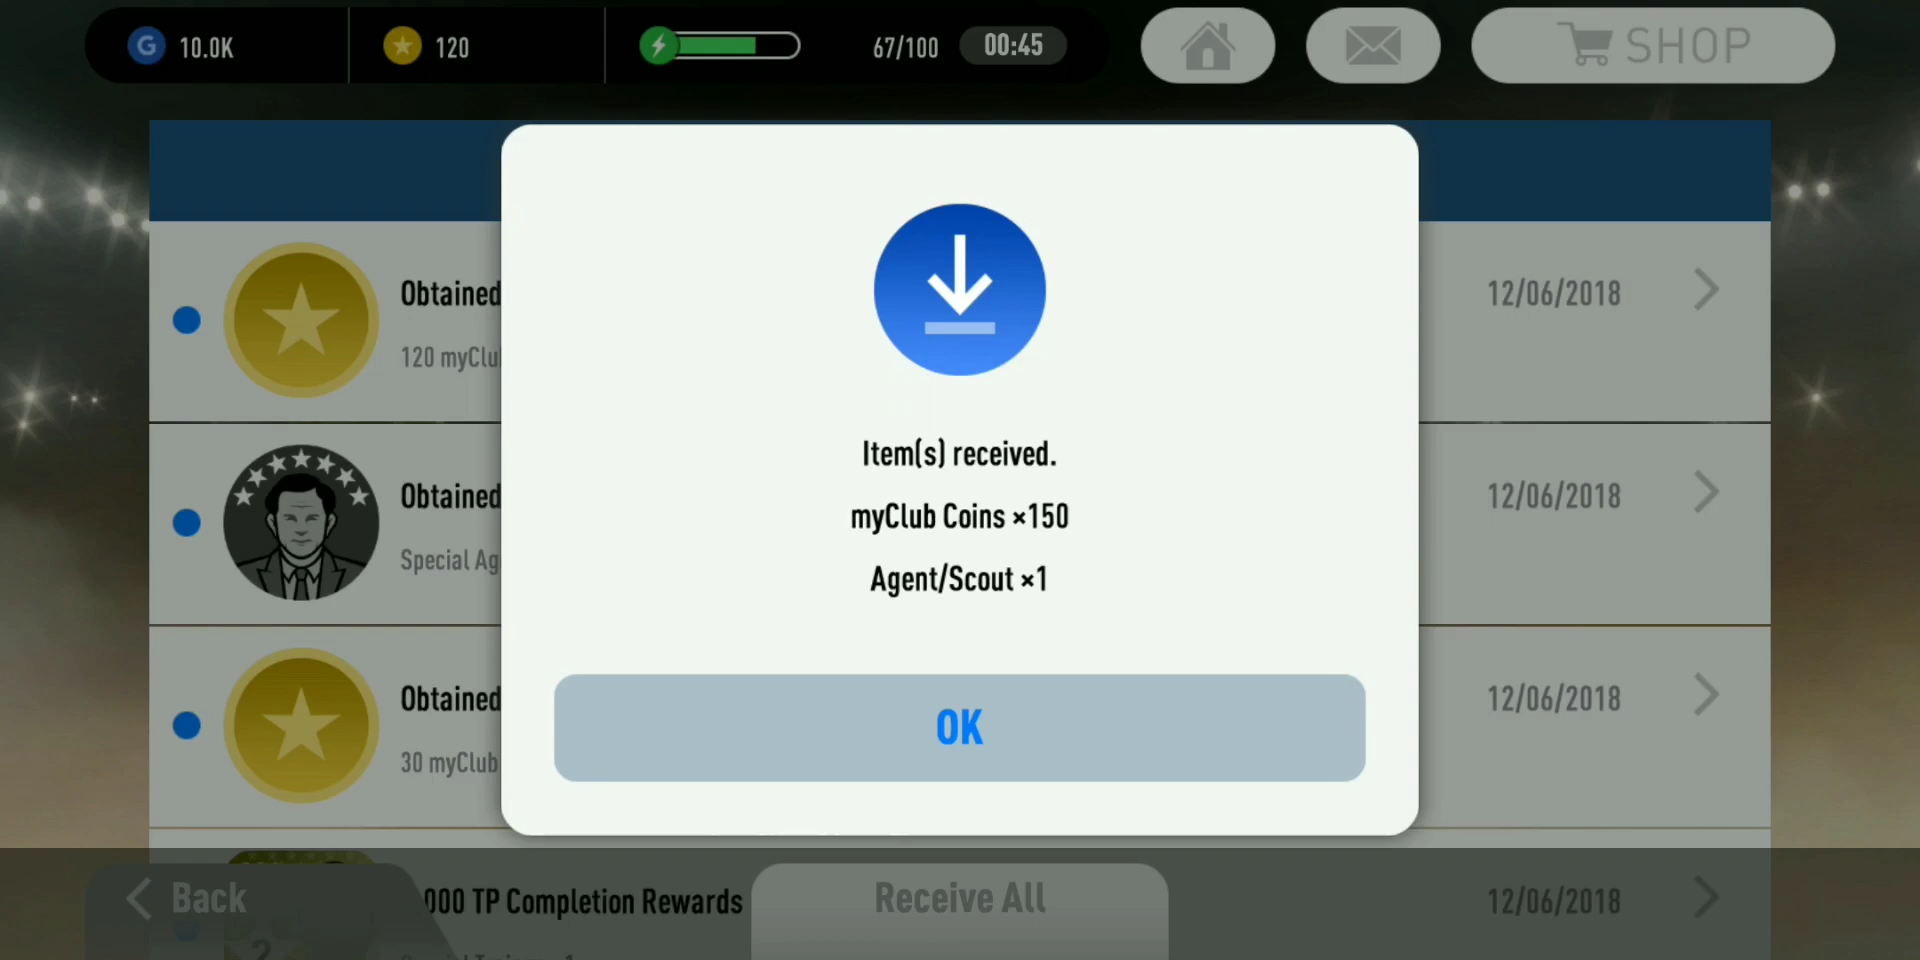 G 10.0K
120
67/100
00:45
SHOP
Obtained
120 myClu
12/06/2018
Obtained
Special Ag
12/06/2018
Obtained
30 myClub
12/06/2018
Item(s) received.
myClub Coins ×150
Agent/Scout ×1
OK
Back
000 TP Completion Rewards
Receive All
12/06/2018